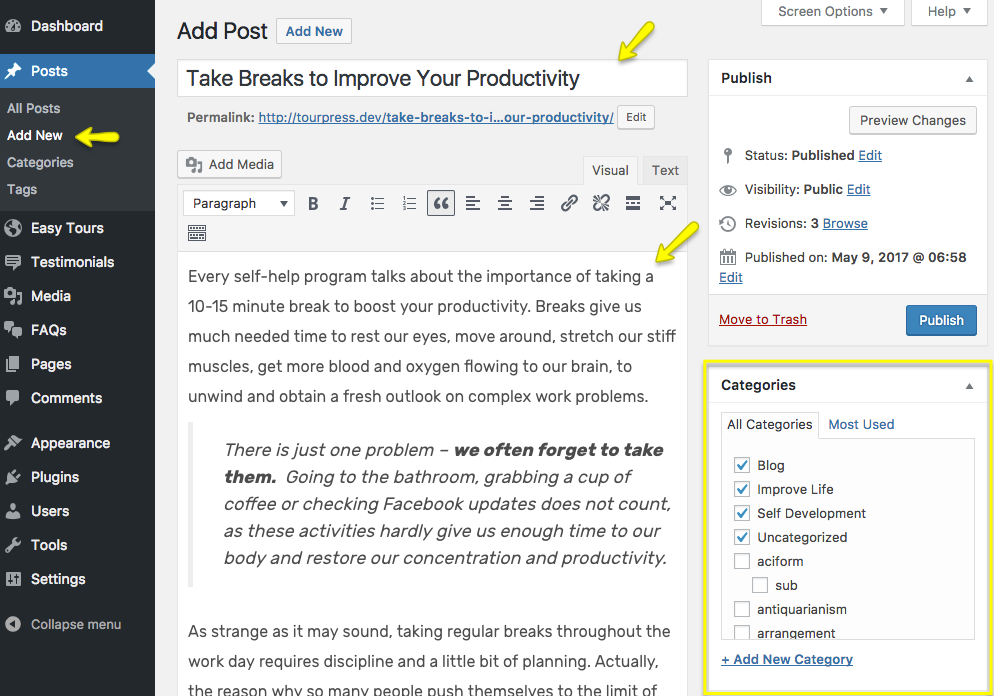 Dashboard
Posts
All Posts
Add New
Categories
Tags
Easy Tours
Testimonials
Media
FAQs
Pages
Comments
Appearance
Plugins
Users
Tools
Settings
Collapse menu
Screen Options
Help
Add Post
Add New
Take Breaks to Improve Your Productivity
Permalink: http://tourpress.dev/take-breaks-to-i...our-productivity/ Edit
Add Media
Visual
Text
Paragraph
B
I
Every self-help program talks about the importance of taking a
10-15 minute break to boost your productivity. Breaks give us
much needed time to rest our eyes, move around, stretch our stiff
muscles, get more blood and oxygen flowing to our brain, to
unwind and obtain a fresh outlook on complex work problems.
There is just one problem – we often forget to take
them. Going to the bathroom, grabbing a cup of
coffee or checking Facebook updates does not count,
as these activities hardly give us enough time to our
body and restore our concentration and productivity.
As strange as it may sound, taking regular breaks throughout the
work day requires discipline and a little bit of planning. Actually,
the reason why so many people push themselves to the limit of
Publish
Preview Changes
Status: Published Edit
Visibility: Public Edit
Revisions: 3 Browse
Published on: May 9, 2017 @ 06:58
Edit
Move to Trash
Publish
Categories
All Categories
Most Used
Blog
Improve Life
Self Development
Uncategorized
aciform
sub
antiquarianism
arrangement
+ Add New Category